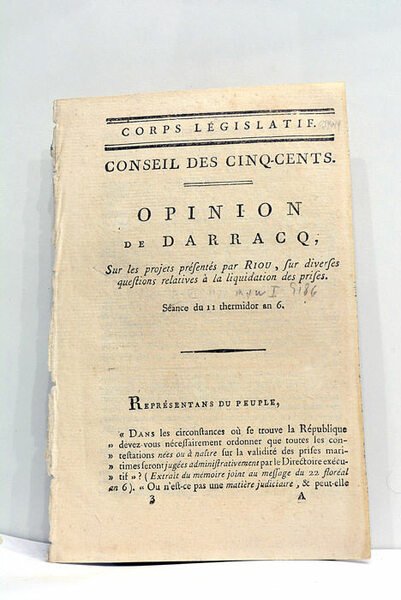 CORPS LÉGISLATIF.
CONSEIL DES CINQ-CENTS.
OPINION
DE DARRACQ,
Sur les projets présentés par RIOU, sur diverses
questions relatives à la liquidation des prises.
Séance du 11 thermidor an 6.
REPRÉSENTANS DU PEUPLE,
« DANS les circonstances où se trouve la République
» devez-vous nécessairement ordonner que toutes les con-
» testations nées ou à naître sur la validité des prises mari-
» times seront jugées administrativement par le Directoire exécu-
» tif » ? ( Extrait du mémoire joint au message du 22 floréal
an 6 ). « Ou n'est-ce pas une matière judiciaire, & peut-elle
3 A